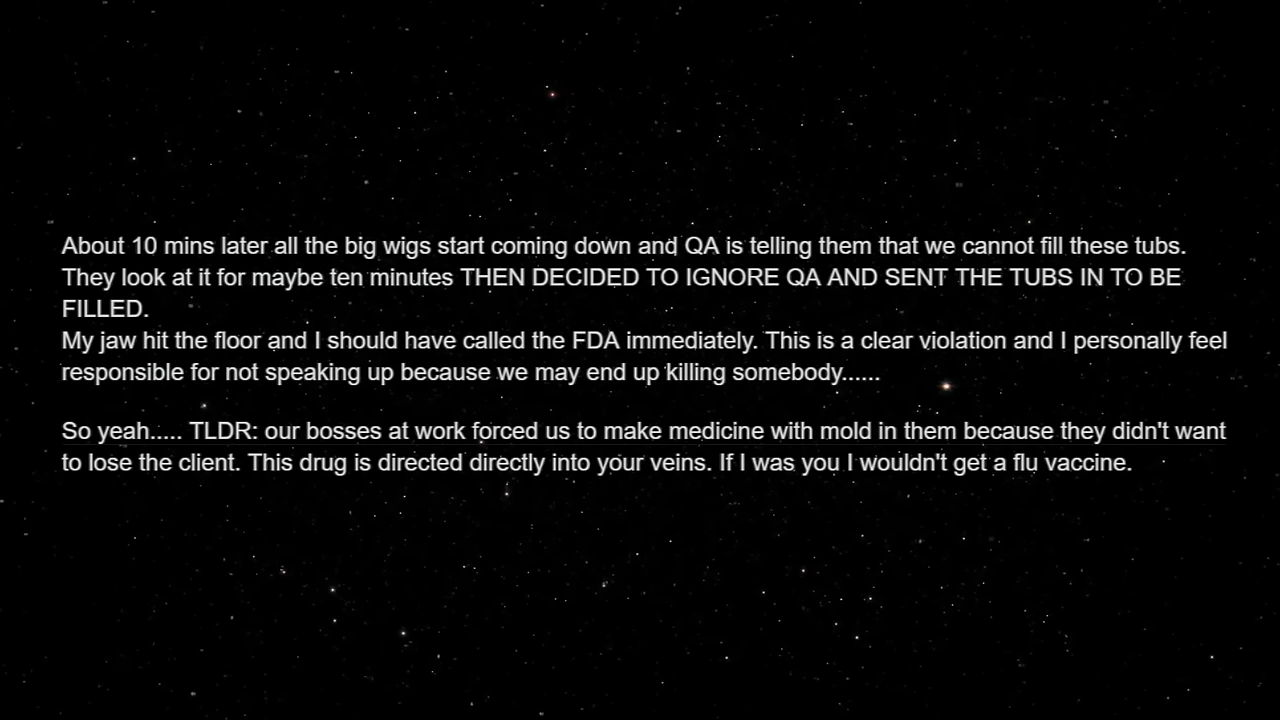 About 10 mins later all the big wigs start coming down and QA is telling them that we cannot fill these tubs.
They look at it for maybe ten minutes THEN DECIDED TO IGNORE QA AND SENT THE TUBS IN TO BE
FILLED.
My jaw hit the floor and I should have called the FDA immediately. This is a clear violation and I personally feel
responsible for not speaking up because we may end up killing somebody......
So yeah..... TLDR: our bosses at work forced us to make medicine with mold in them because they didn't want
to lose the client. This drug is directed directly into your veins. If I was you I wouldn't get a flu vaccine.